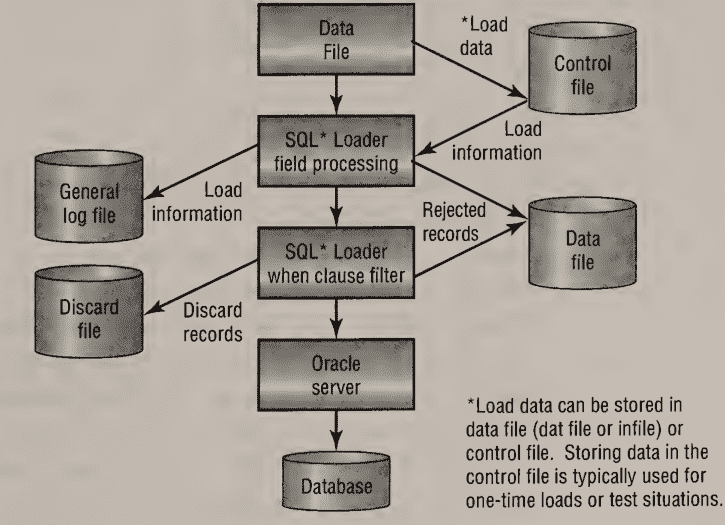 Data
File
*Load
data
Control
file
SQL* Loader
field processing
Load
information
General
log file
Load
information
Rejected
records
Data
file
SQL* Loader
when clause filter
Discard
file
Discard
records
Oracle
server
Database
*Load data can be stored in
data file (dat file or infile) or
control file. Storing data in the
control file is typically used for
one-time loads or test situations.